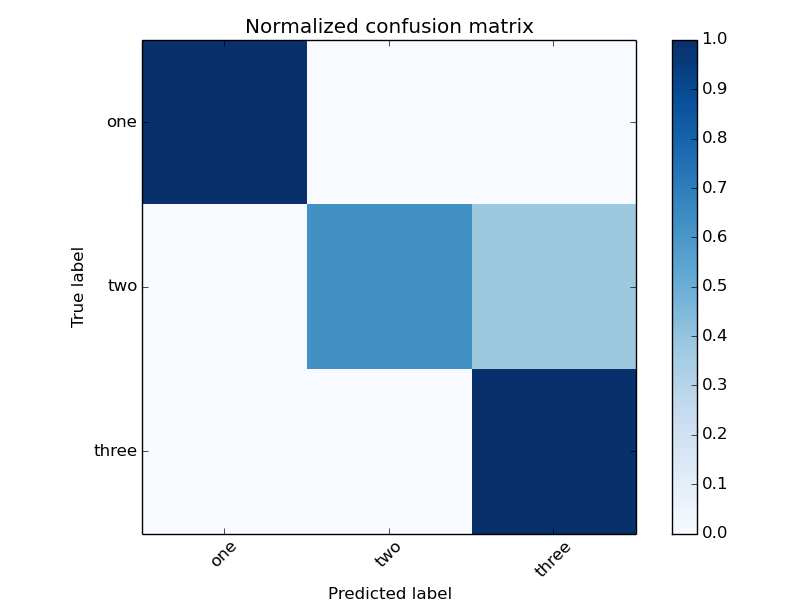 Normalized confusion matrix
True label
one
two
three
one
two
three
Predicted label
1.0
0.9
0.8
0.7
0.6
0.5
0.4
0.3
0.2
0.1
0.0